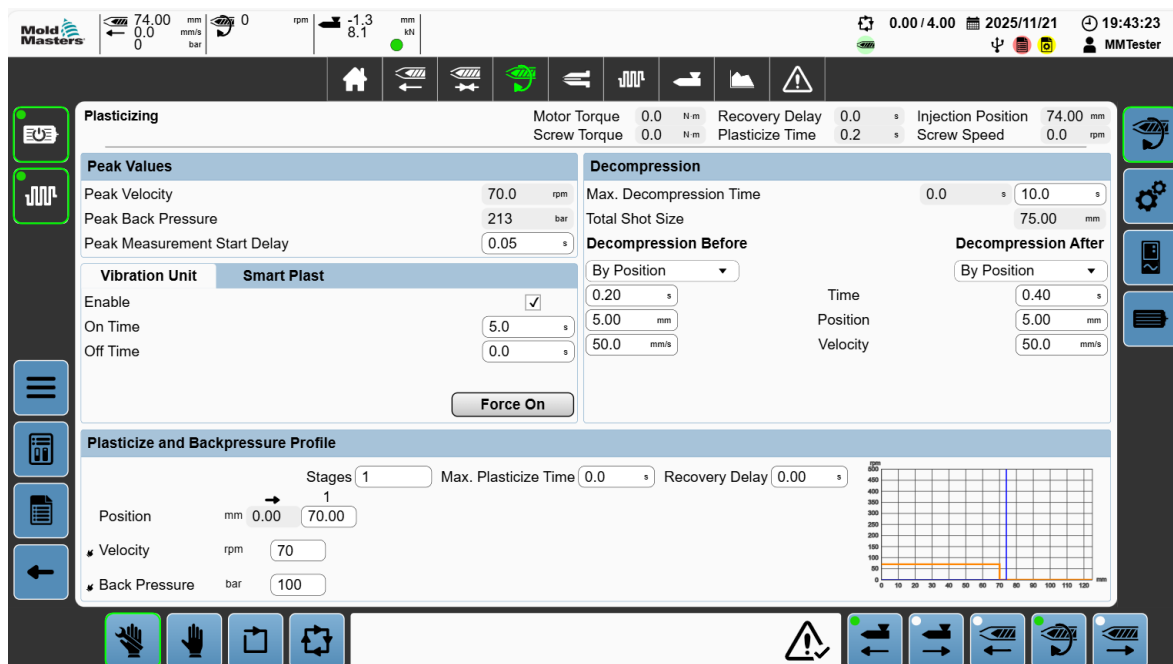 Mold
Masters
74.00 mm
0.0 mm/s
0 bar
0 rpm
-1.3 mm
8.1 kN
0.00 / 4.00 2025/11/21 19:43:23
MMTester
Plasticizing
Motor Torque 0.0 N·m Recovery Delay 0.0 s Injection Position 74.00 mm
Screw Torque 0.0 N·m Plasticize Time 0.2 s Screw Speed 0.0 rpm
Peak Values
Peak Velocity 70.0 rpm
Peak Back Pressure 213 bar
Peak Measurement Start Delay 0.05 s
Vibration Unit Smart Plast
Enable
On Time 5.0 s
Off Time 0.0 s
Force On
Decompression
Max. Decompression Time 0.0 s 10.0 s
Total Shot Size 75.00 mm
Decompression Before Decompression After
By Position By Position
0.20 s Time 0.40 s
5.00 mm Position 5.00 mm
50.0 mm/s Velocity 50.0 mm/s
Plasticize and Backpressure Profile
Stages 1 Max. Plasticize Time 0.0 s Recovery Delay 0.00 s
1
Position mm 0.00 70.00
Velocity rpm 70
Back Pressure bar 100
rpm
500
450
400
350
300
250
200
150
100
50
0
0 10 20 30 40 50 60 70 80 90 100 110 120 mm